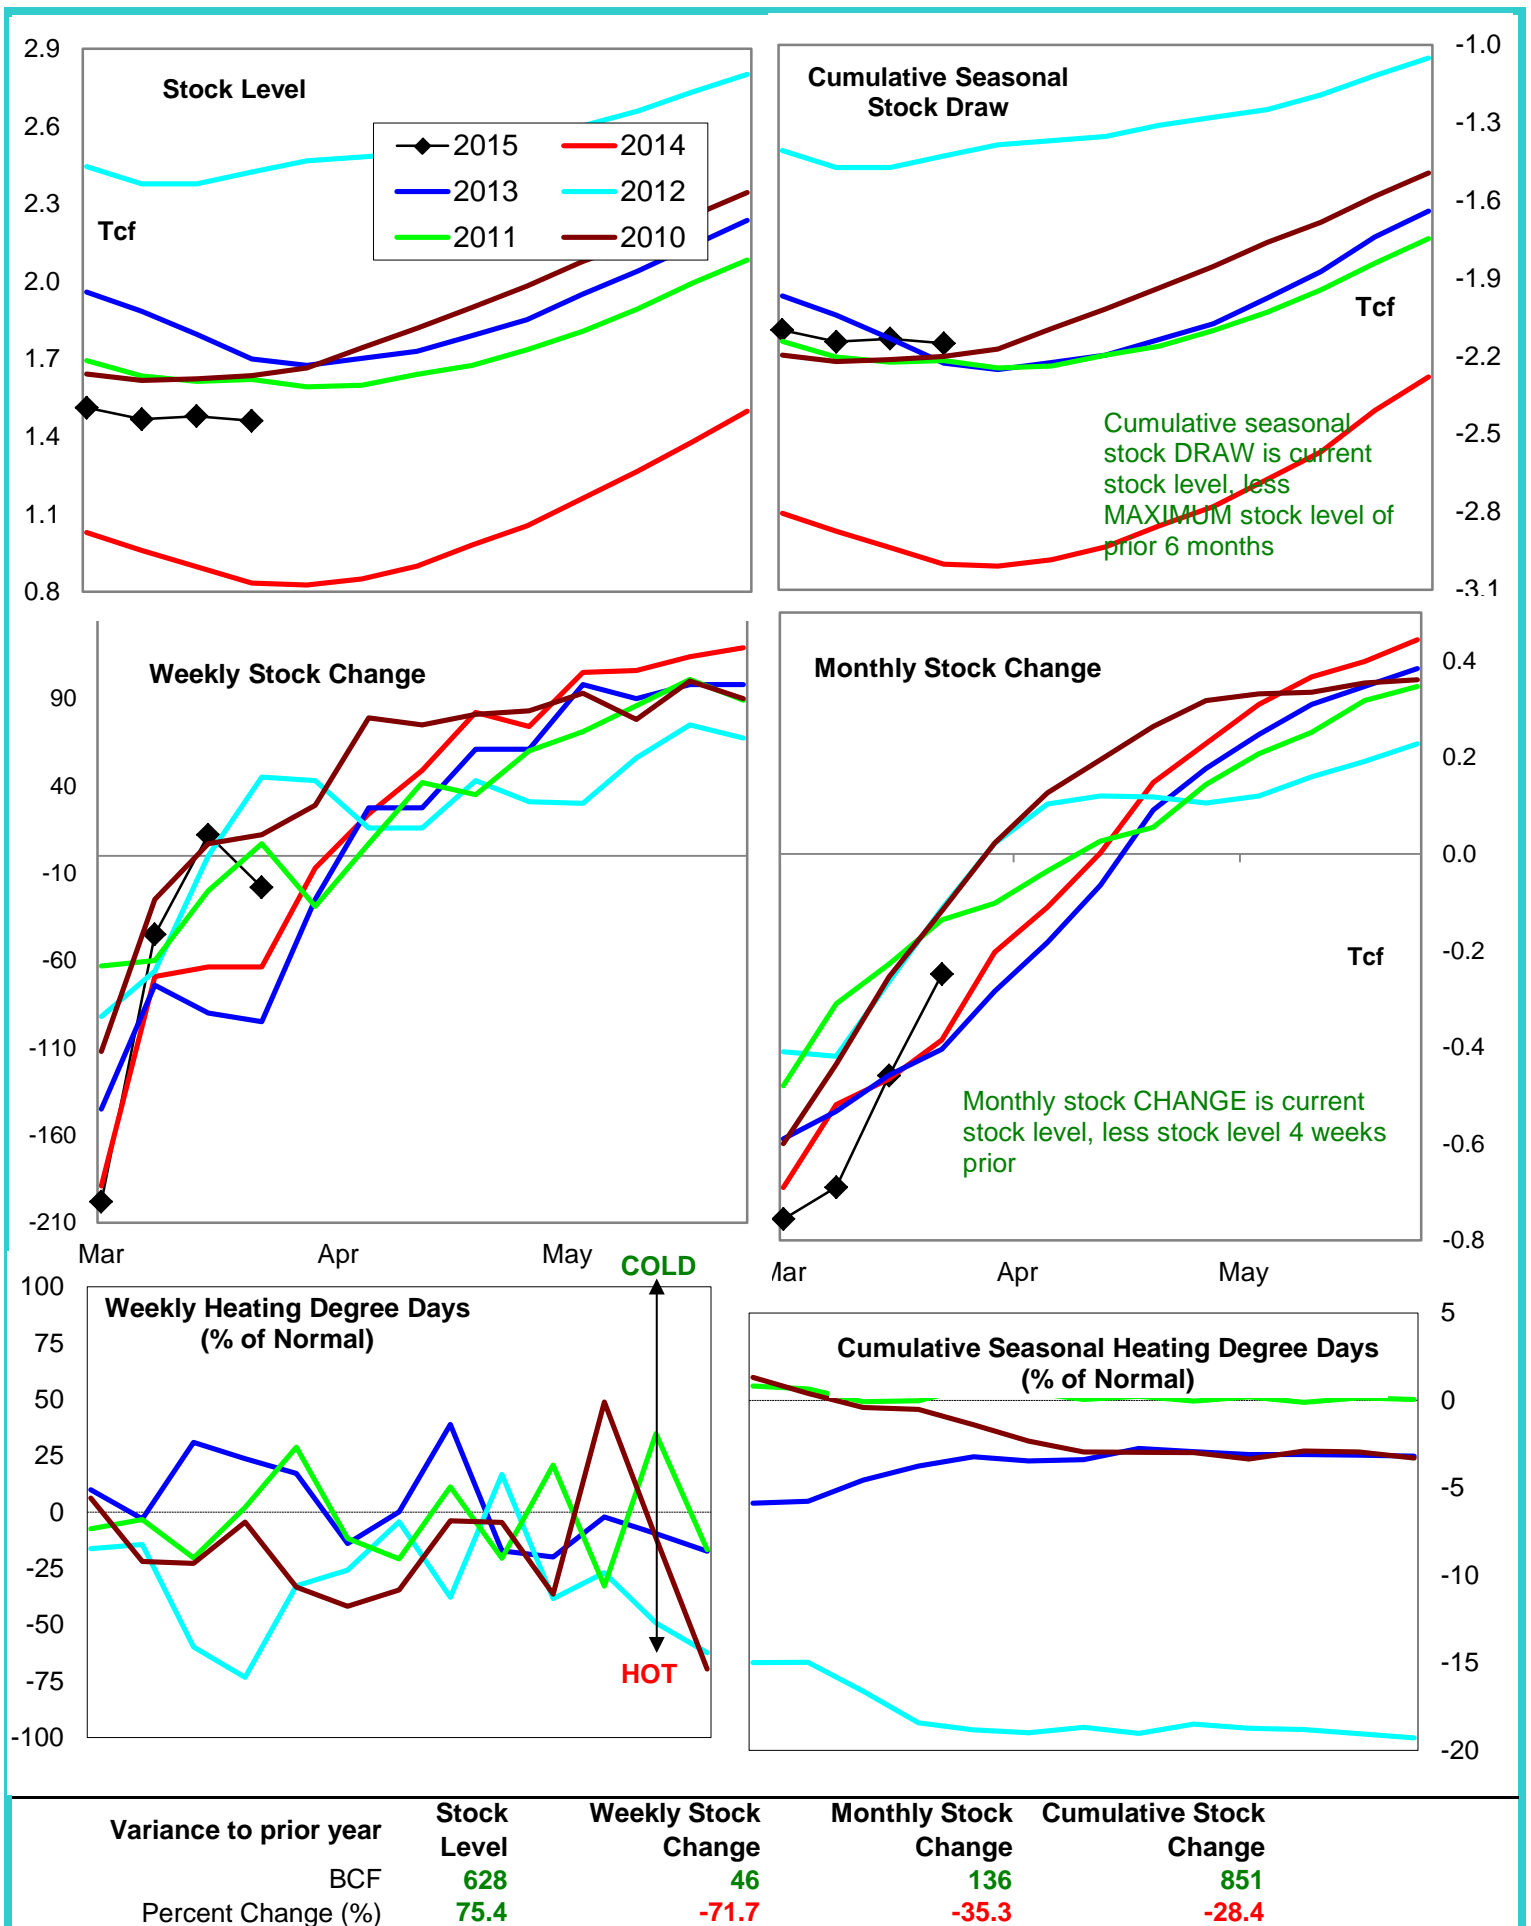 2.9
2.6
2.3
2.0
1.7
1.4
1.1
0.8
Stock Level
Tcf
2015
2014
2013
2012
2011
2010
Cumulative Seasonal
Stock Draw
Tcf
Cumulative seasonal
stock DRAW is current
stock level, less
MAXIMUM stock level of
prior 6 months
-1.0
-1.3
-1.6
-1.9
-2.2
-2.5
-2.8
-3.1
Weekly Stock Change
90
40
-10
-60
-110
-160
-210
Mar Apr May
Monthly Stock Change
Tcf
Monthly stock CHANGE is current
stock level, less stock level 4 weeks
prior
0.4
0.2
0.0
-0.2
-0.4
-0.6
-0.8
Mar Apr May
COLD
Weekly Heating Degree Days
(% of Normal)
HOT
100
75
50
25
0
-25
-50
-75
-100
Cumulative Seasonal Heating Degree Days
(% of Normal)
5
0
-5
-10
-15
-20
Variance to prior year Stock Level Weekly Stock Change Monthly Stock Change Cumulative Stock Change
BCF 628 46 136 851
Percent Change (%) 75.4 -71.7 -35.3 -28.4